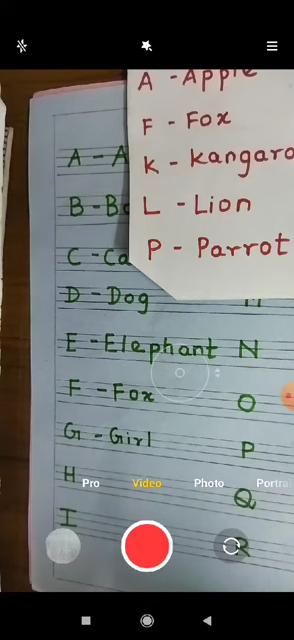 A - Apple
F - Fox
K - Kangaro
L - Lion
P - Parrot
A - A
B - Bo
C - Ca
D - Dog
E - Elephant
F - Fox
G - Girl
H
I
N
O
P
Q
R
Pro Video Photo Portra